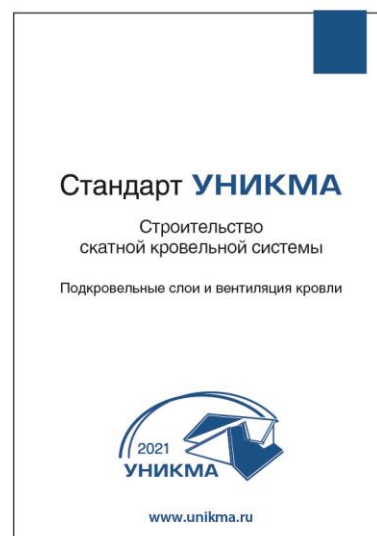 Стандарт УНИКМА
Строительство
скатной кровельной системы
Подкровельные слои и вентиляция кровли
2021
УНИКМА
www.unikma.ru